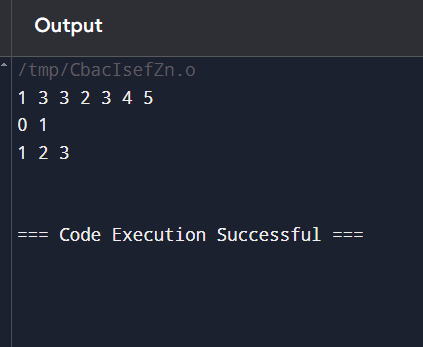 Output
/tmp/CbacIsefZn.o
1 3 3 2 3 4 5
0 1
1 2 3
=== Code Execution Successful ===